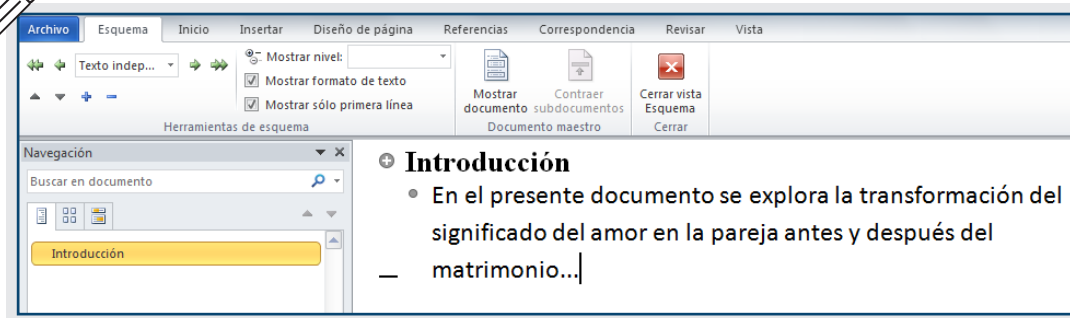 Archivo Esquema Inicio Insertar Diseño de página Referencias Correspondencia Revisar Vista
Texto indep... Mostrar nivel:
Mostrar formato de texto
Mostrar sólo primera línea
Herramientas de esquema
Mostrar documento
Contraer subdocumentos
Documento maestro
Cerrar vista Esquema
Cerrar
Navegación
Buscar en documento
Introducción
Introducción
En el presente documento se explora la transformación del
significado del amor en la pareja antes y después del
matrimonio...